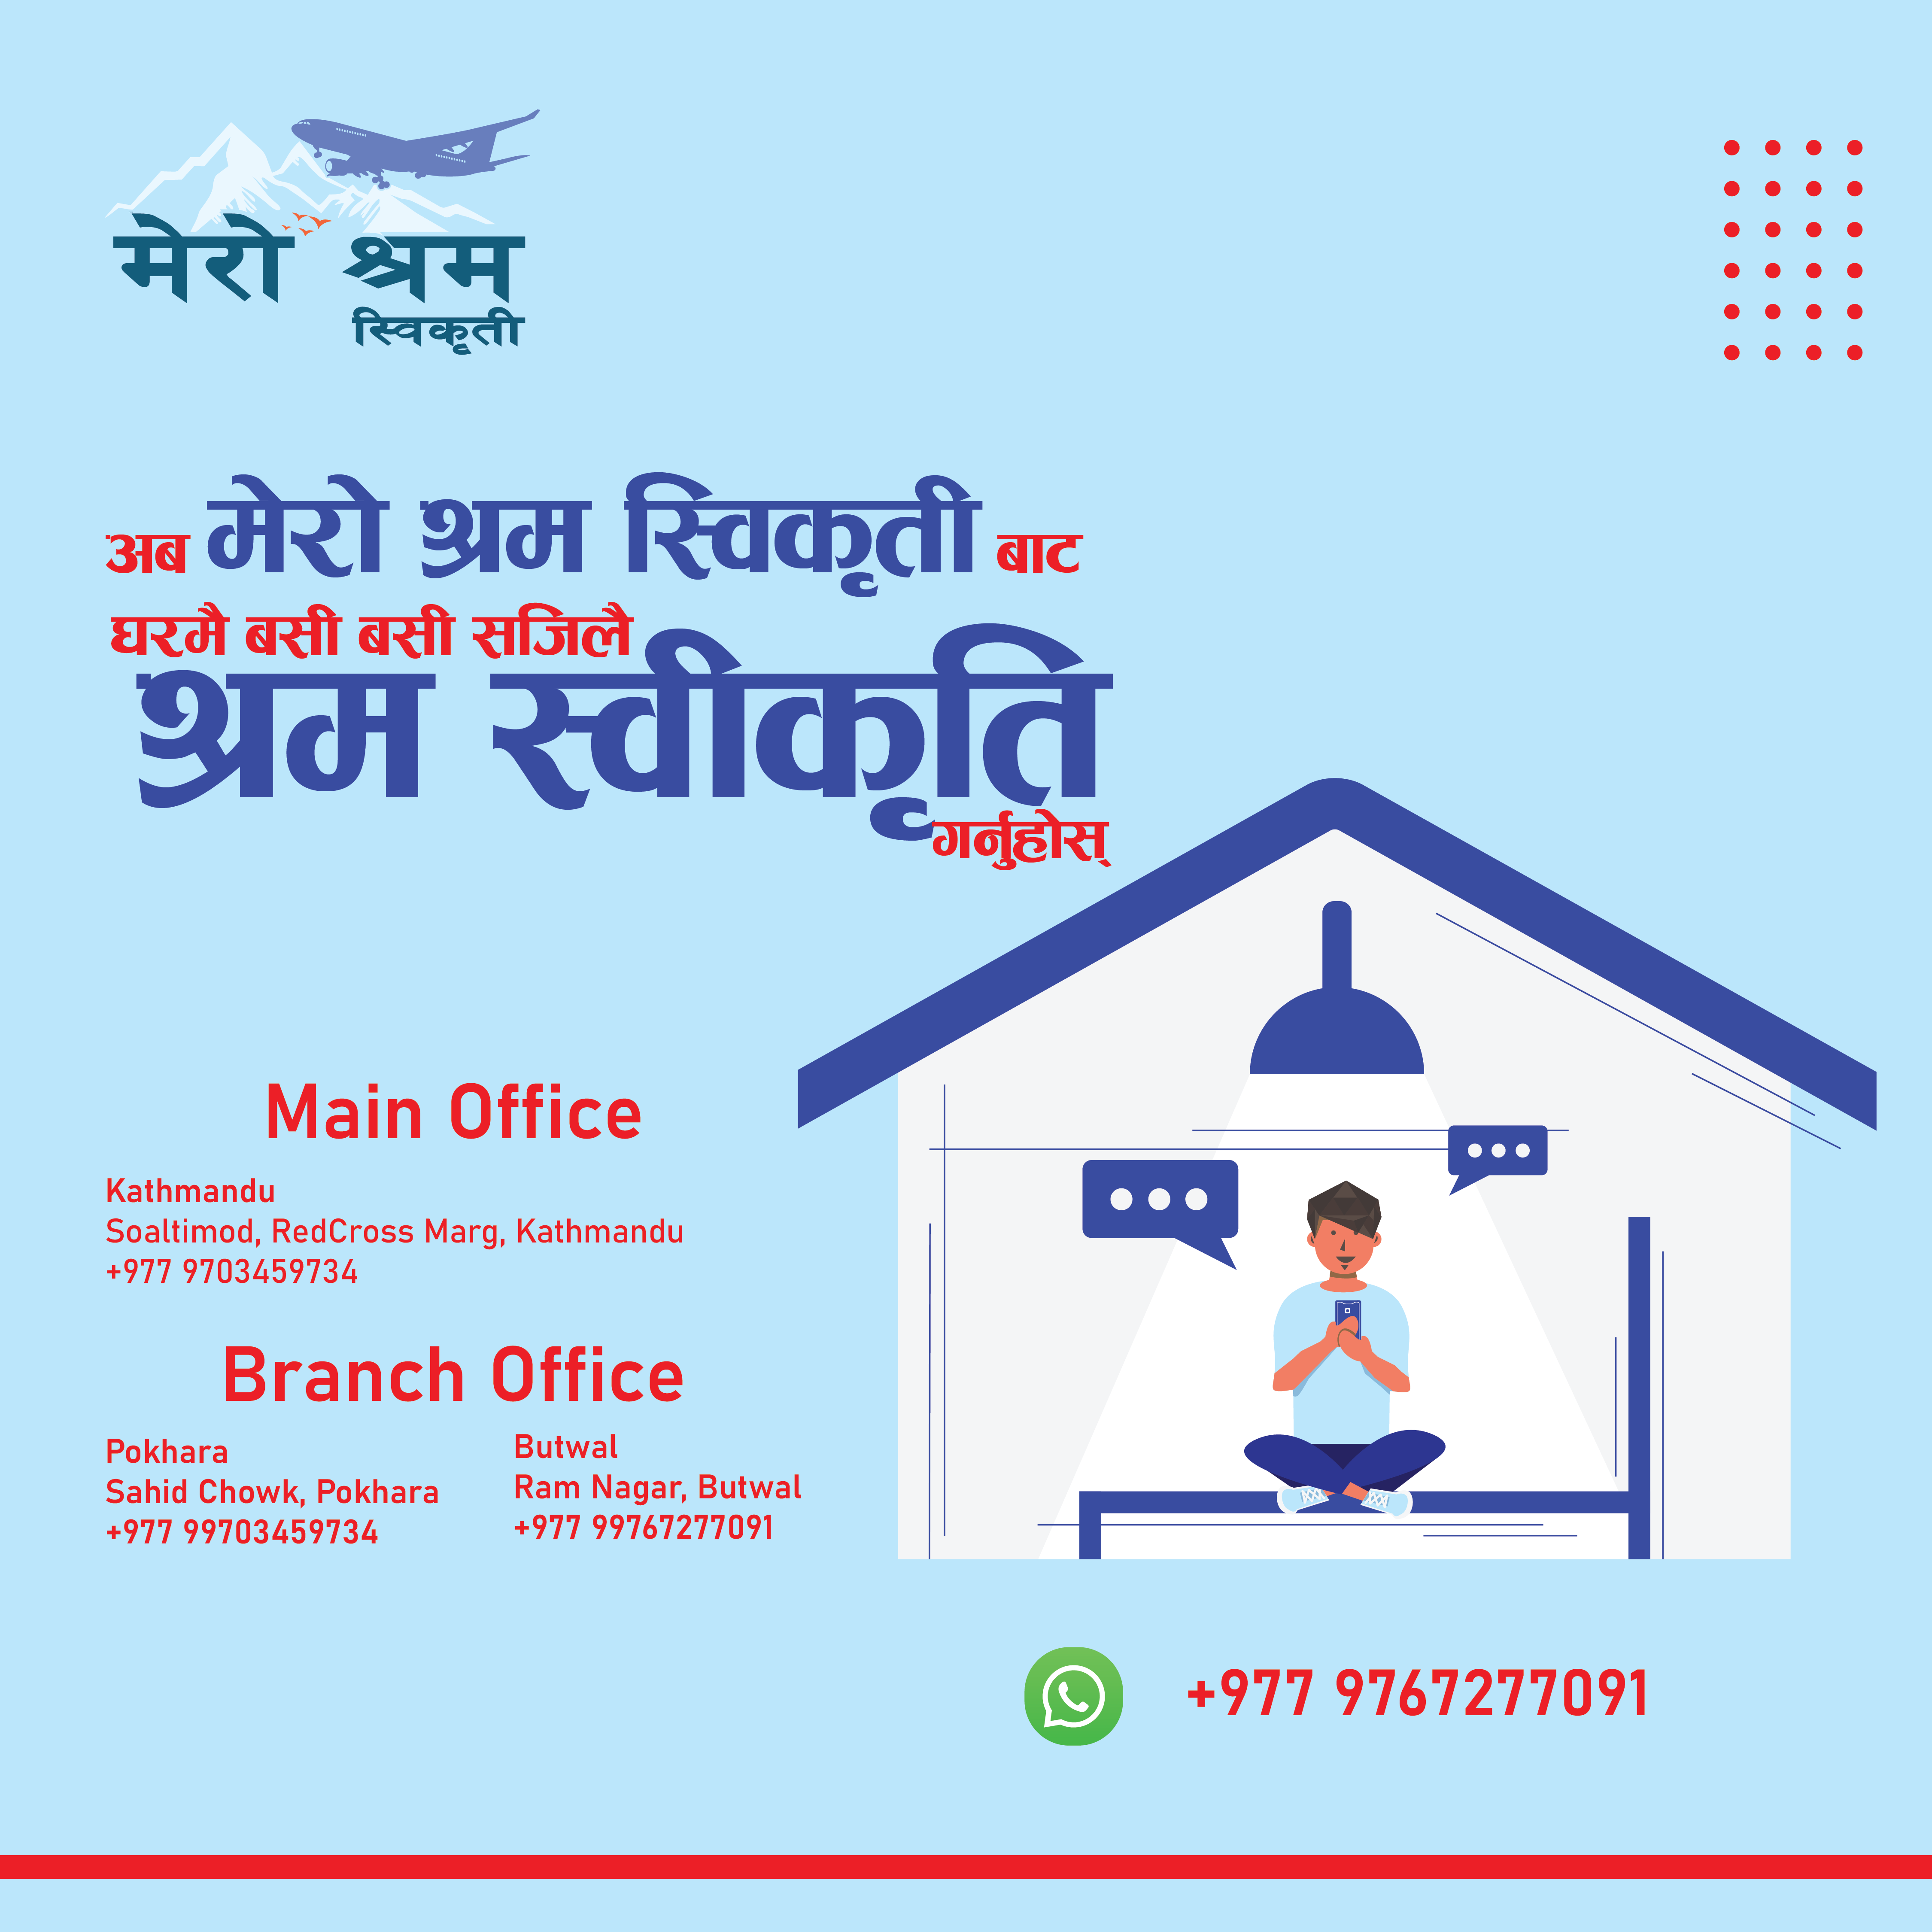 मेरो श्रम
स्विकृती
अब मेरो श्रम स्विकृती बाट
घरमै बसी बसी सजिलै
श्रम स्वीकृति
गर्नुहोस्
Main Office
Kathmandu
Soaltimod, RedCross Marg, Kathmandu
+977 9703459734
Branch Office
Pokhara
Sahid Chowk, Pokhara
+977 99703459734
Butwal
Ram Nagar, Butwal
+977 99767277091
+977 9767277091